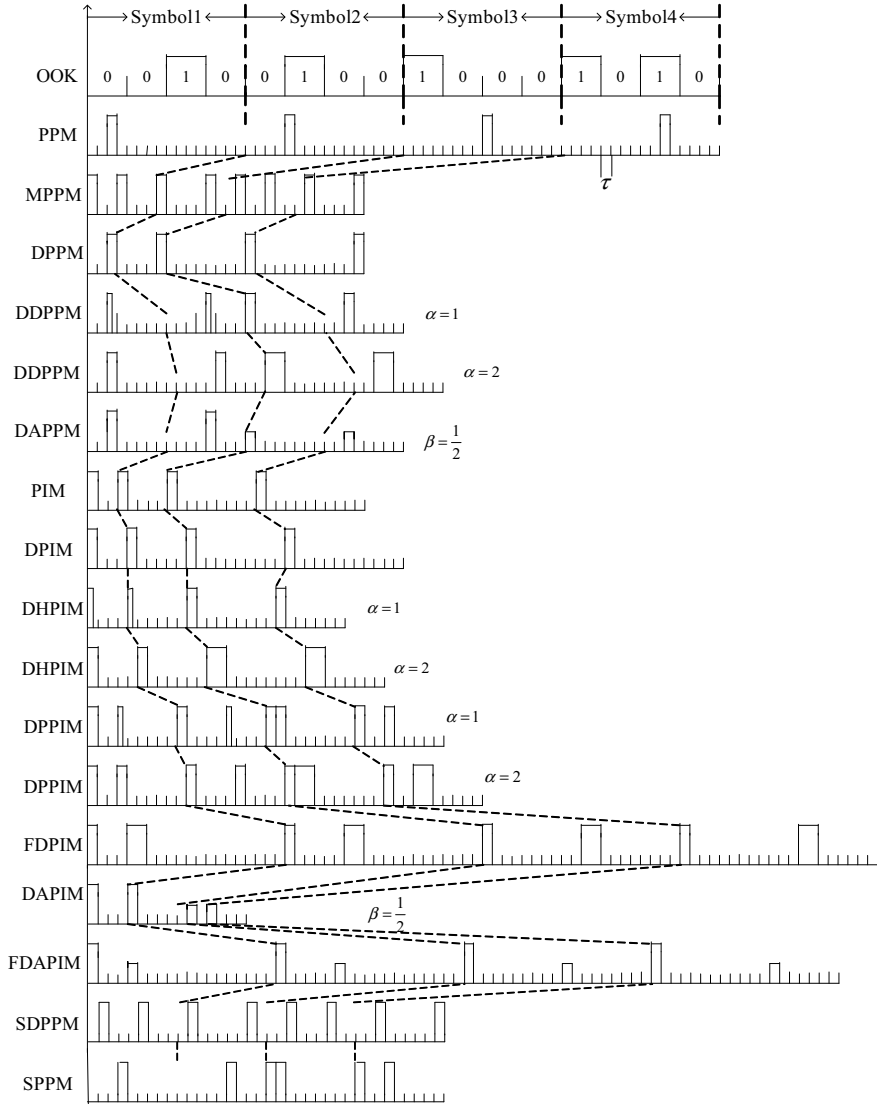 Symbol1 Symbol2 Symbol3 Symbol4
OOK 0 0 1 0 0 1 0 0 1 0 0 0 1 0 1 0
PPM
τ
MPPM
DPPM
DDPPM α = 1
DDPPM α = 2
DAPPM β = 1/2
PIM
DPIM
DHPIM α = 1
DHPIM α = 2
DPPIM α = 1
DPPIM α = 2
FDPIM
DAPIM β = 1/2
FDAPIM
SDPPM
SPPM